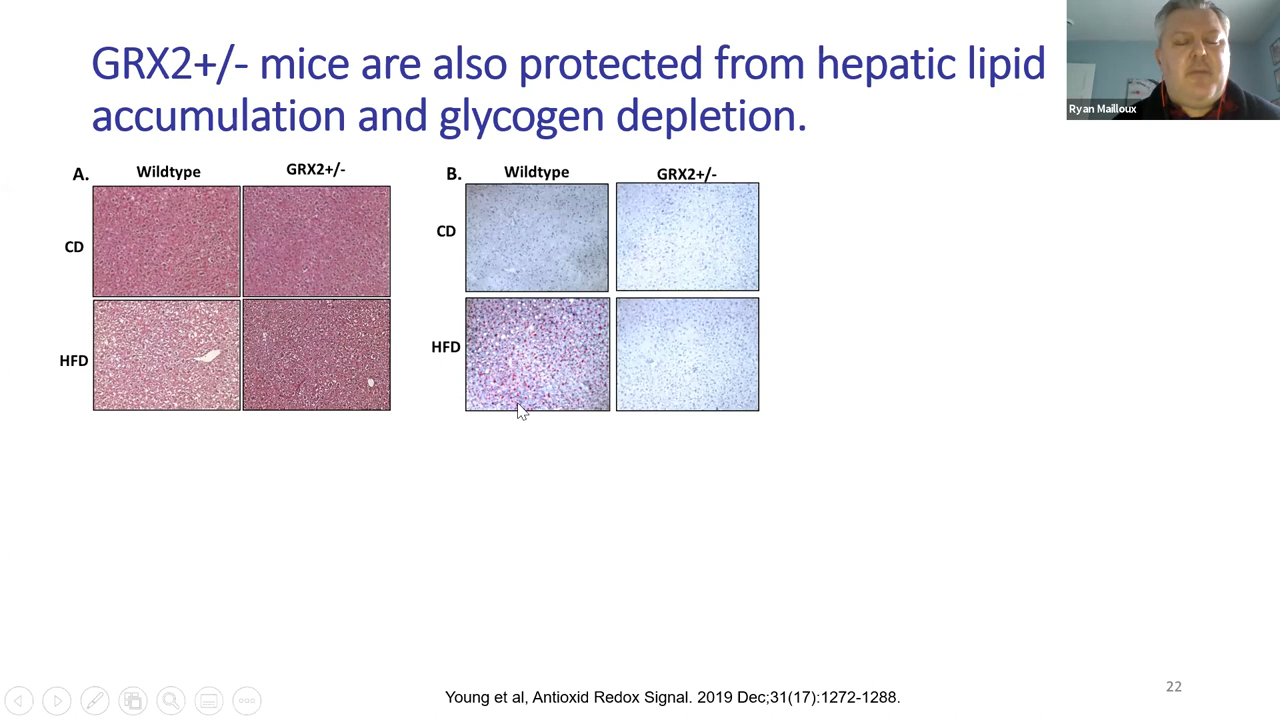 GRX2+/- mice are also protected from hepatic lipid
accumulation and glycogen depletion.
Ryan Mailloux
A.
Wildtype
GRX2+/-
CD
HFD
B.
Wildtype
GRX2+/-
CD
HFD
Young et al, Antioxid Redox Signal. 2019 Dec;31(17):1272-1288.
22